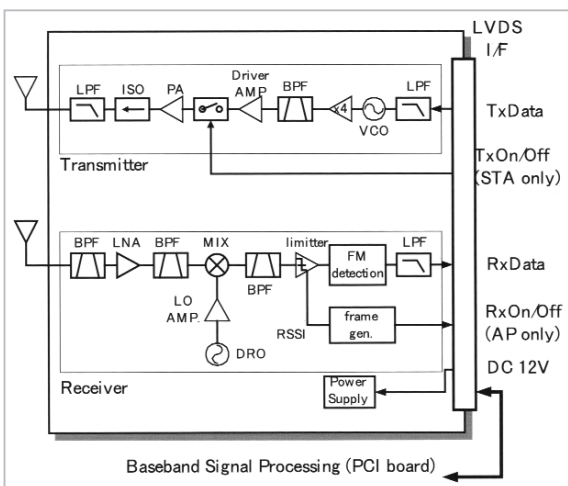 LVDS
I/F
LPF
ISO
PA
Driver
AMP
BPF
x4
VCO
LPF
TxData
Transmitter
TxOn/Off
(STA only)
BPF
LNA
BPF
MIX
BPF
limitter
FM
detection
LPF
RxData
LO
AMP.
DRO
RSSI
frame
gen.
RxOn/Off
(AP only)
Receiver
Power
Supply
DC 12V
Baseband Signal Processing (PCI board)